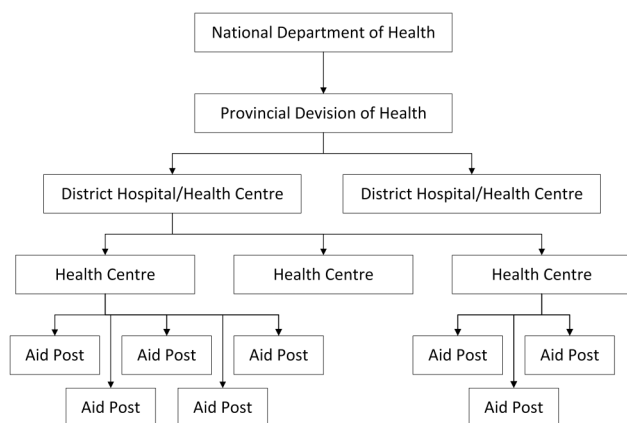 National Department of Health
Provincial Devision of Health
District Hospital/Health Centre
District Hospital/Health Centre
Health Centre
Health Centre
Health Centre
Aid Post
Aid Post
Aid Post
Aid Post
Aid Post
Aid Post
Aid Post
Aid Post